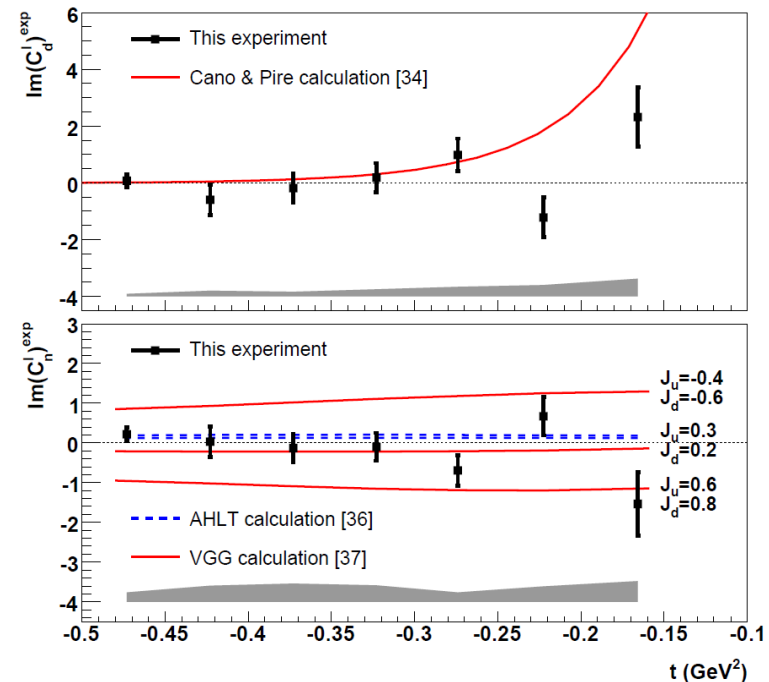 Im(C_d^I)^exp
6
4
2
0
-2
-4
This experiment
Cano & Pire calculation [34]
Im(C_n^I)^exp
3
2
1
0
-1
-2
-3
-4
This experiment
J_u=-0.4
J_d=-0.6
J_u=0.3
J_d=0.2
J_u=0.6
J_d=0.8
AHLT calculation [36]
VGG calculation [37]
-0.5 -0.45 -0.4 -0.35 -0.3 -0.25 -0.2 -0.15 -0.1
t (GeV²)